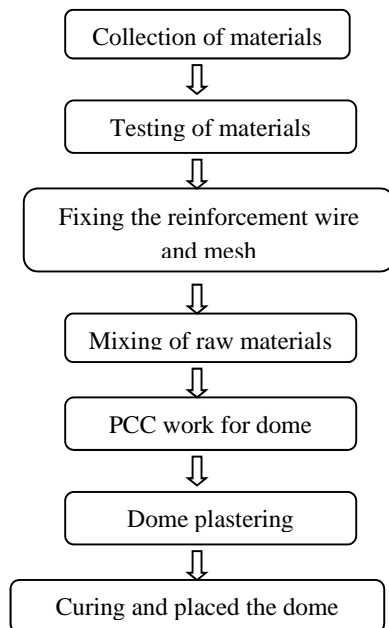 Collection of materials
Testing of materials
Fixing the reinforcement wire
and mesh
Mixing of raw materials
PCC work for dome
Dome plastering
Curing and placed the dome